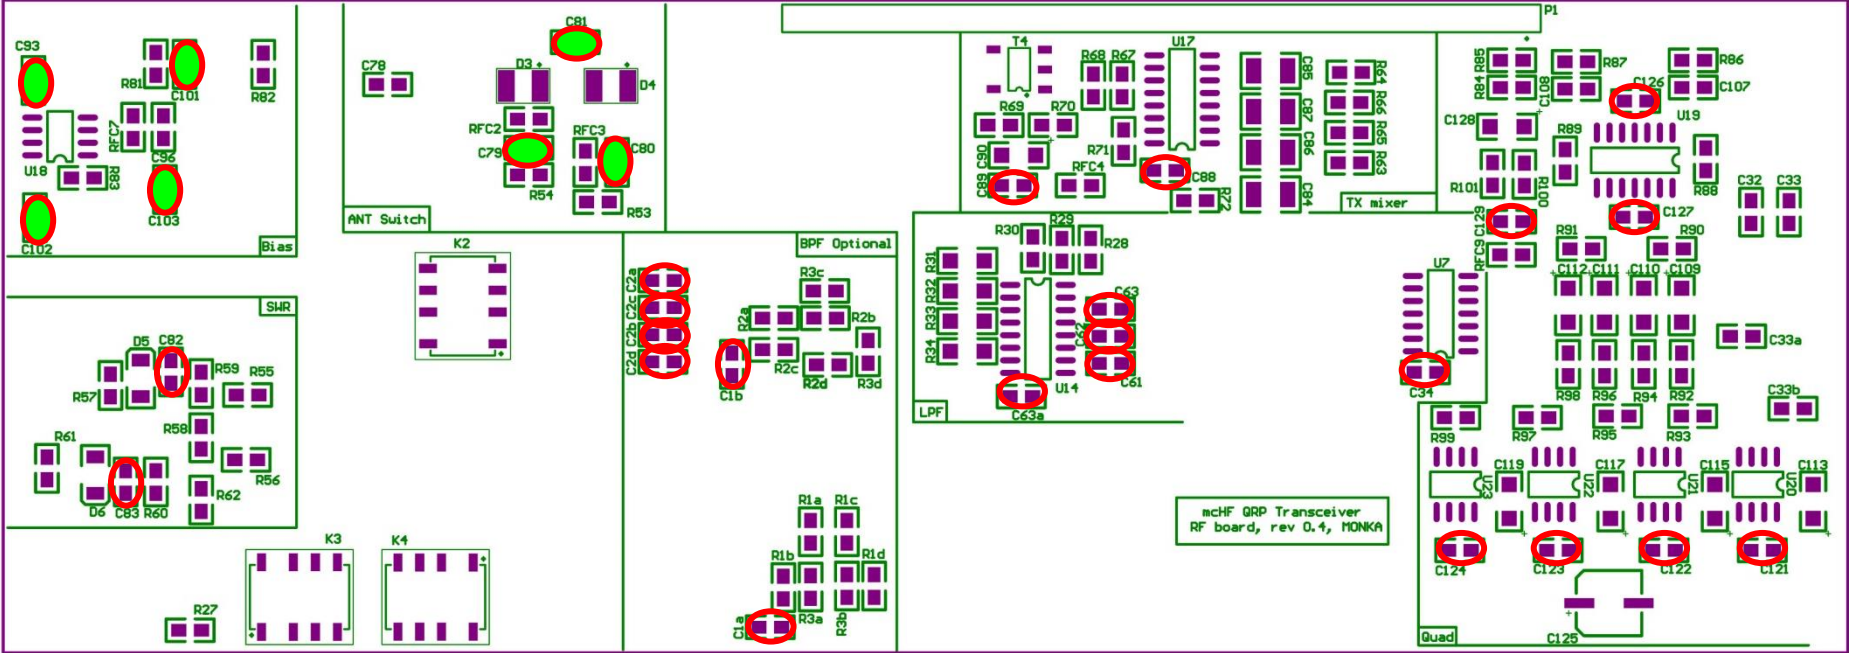 C93
R81
C101
R82
RFC7
C96
U18
R83
C103
C102
Bias
C78
C81
D3
D4
RFC2
C79
RFC3
C80
R54
R53
ANT Switch
K2
BPF Optional
P1
T4
R68
R67
U17
C85
R64
R69
R70
C87
R66
C90
R71
C86
R65
RFC4
C89
C88
R72
C84
R63
TX mixer
R85
R84
C108
R87
C126
R86
C107
U19
C128
R89
R101
R100
R88
C129
C127
C32
C33
RFC9
R91
R90
C112
C111
C110
C109
U7
C34
C33a
C33b
R98
R96
R94
R92
R99
R97
R95
R93
SWR
D5
C82
R59
R55
R57
R58
R61
R56
R62
D6
C83
R60
C2a
C2c
C2b
C2d
R3c
R2a
R2b
C1b
R2c
R2d
R3d
R30
R29
R28
R31
R32
R33
R34
C63
C62
C61
U14
C63a
LPF
C119
C117
C115
C113
U23
U22
U21
U20
C124
C123
C122
C121
C125
Quad
mcHF QRP Transceiver
RF board, rev 0.4, MONKA
K3
K4
R27
R1a
R1c
R1b
R1d
R3a
R3b
C1a